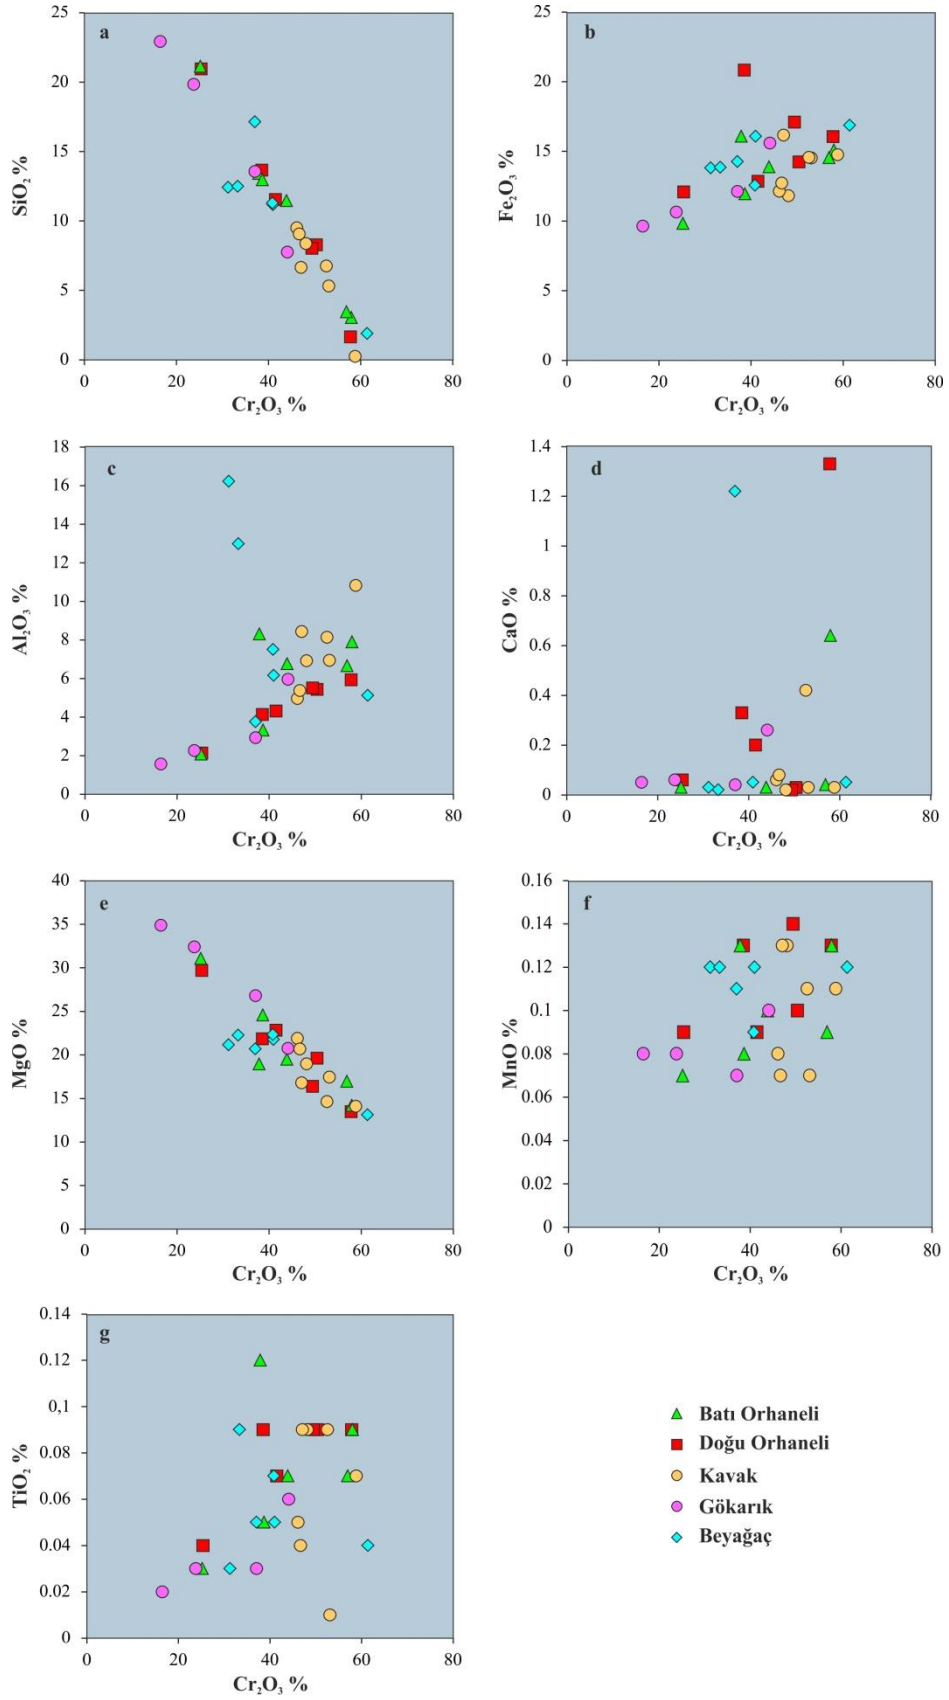 a
25
20
15
10
5
0
SiO₂ %
0 20 40 60 80
Cr₂O₃ %
b
25
20
15
10
5
0
Fe₂O₃ %
0 20 40 60 80
Cr₂O₃ %
c
18
16
14
12
10
8
6
4
2
0
Al₂O₃ %
0 20 40 60 80
Cr₂O₃ %
d
1.4
1.2
1
0.8
0.6
0.4
0.2
0
CaO %
0 20 40 60 80
Cr₂O₃ %
e
40
35
30
25
20
15
10
5
0
MgO %
0 20 40 60 80
Cr₂O₃ %
f
0.16
0.14
0.12
0.1
0.08
0.06
0.04
0.02
0
MnO %
0 20 40 60 80
Cr₂O₃ %
g
0.14
0.12
0,1
0.08
0.06
0.04
0.02
0
TiO₂ %
0 20 40 60 80
Cr₂O₃ %
Batı Orhaneli
Doğu Orhaneli
Kavak
Gökarık
Beyağaç